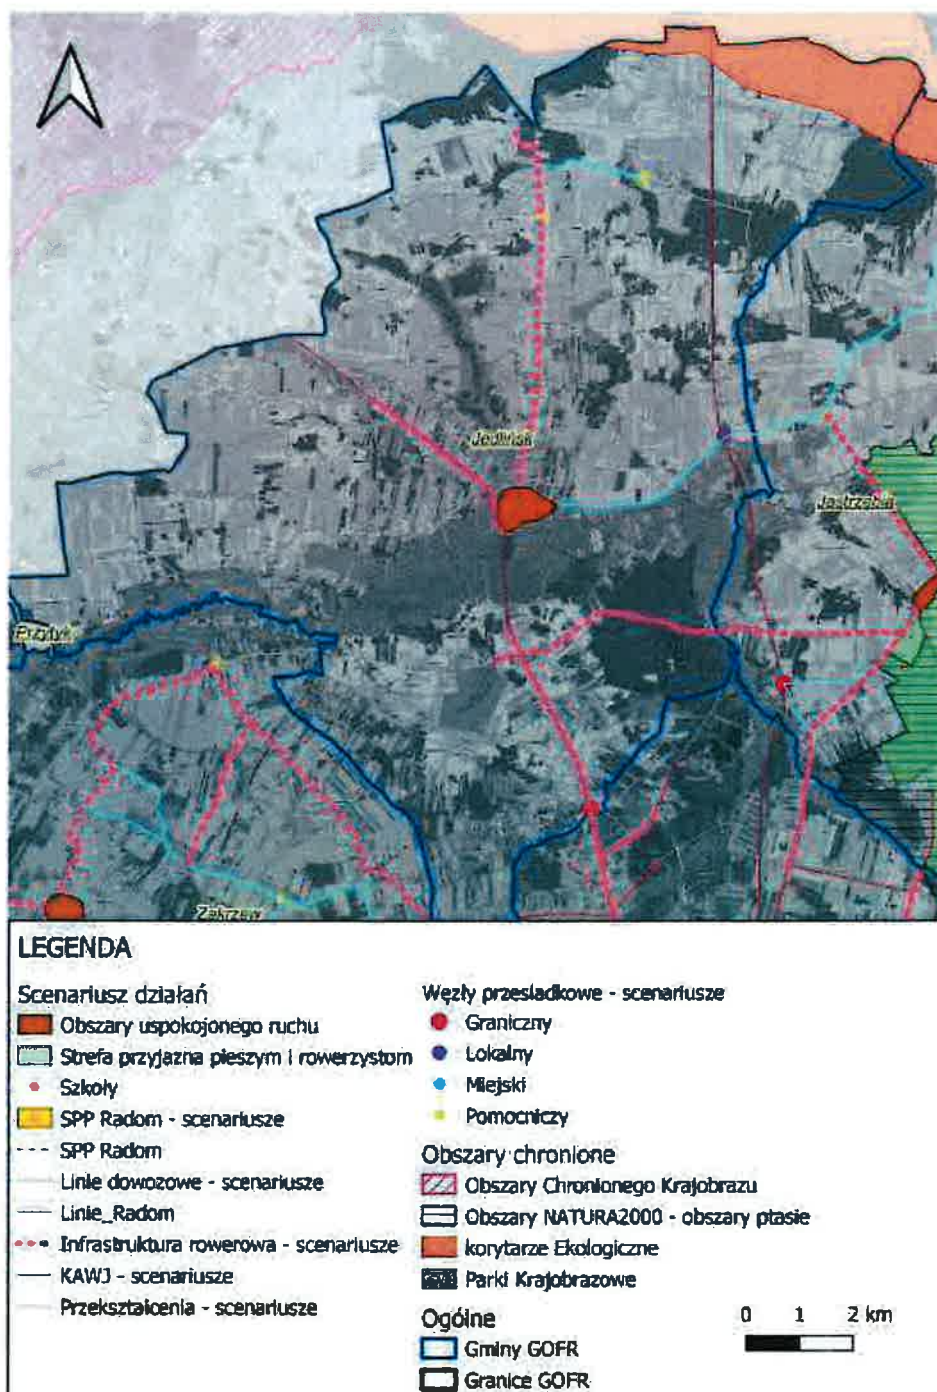 Jedlińsk
Jastrzębia
Przytyk
Zakrzew
LEGENDA
Scenariusz działań
Obszary uspokojonego ruchu
Strefa przyjazna pieszym i rowerzystom
Szkoły
SPP Radom - scenariusze
SPP Radom
Linie dowozowe - scenariusze
Linie_Radom
Infrastruktura rowerowa - scenariusze
KAWJ - scenariusze
Przekształcenia - scenariusze
Węzły przesiadkowe - scenariusze
Graniczny
Lokalny
Miejski
Pomocniczy
Obszary chronione
Obszary Chronionego Krajobrazu
Obszary NATURA2000 - obszary ptasie
korytarze Ekologiczne
Parki Krajobrazowe
Ogólne
Gminy GOFR
Granice GOFR
0 1 2 km